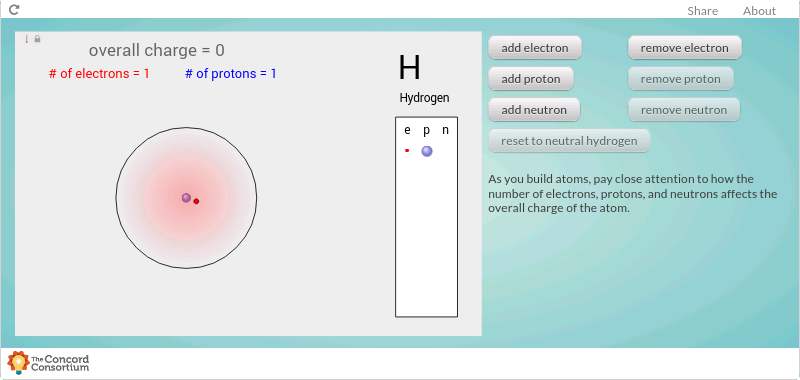 Share About
overall charge = 0
# of electrons = 1 # of protons = 1
H
Hydrogen
e p n
add electron remove electron
add proton remove proton
add neutron remove neutron
reset to neutral hydrogen
As you build atoms, pay close attention to how the
number of electrons, protons, and neutrons affects the
overall charge of the atom.
The Concord
Consortium